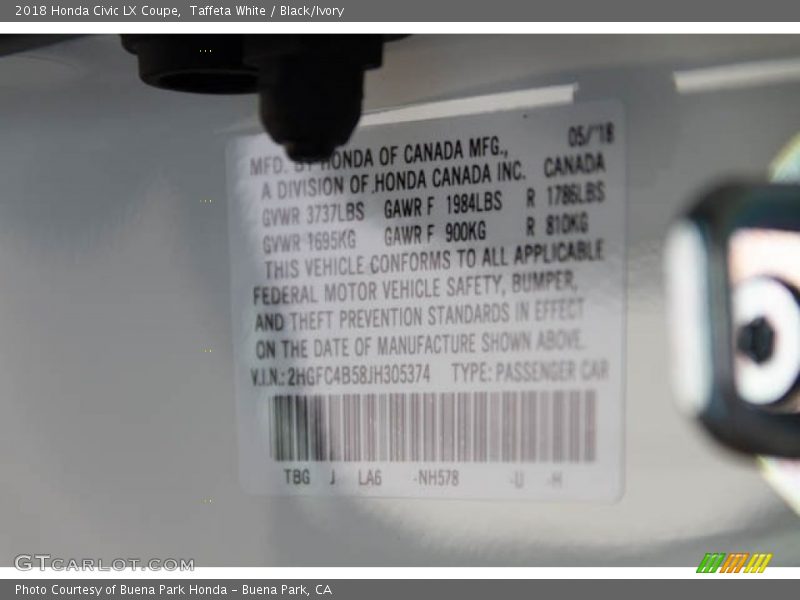 2018 Honda Civic LX Coupe,  Taffeta White / Black/Ivory
05/'18
MFD. BY HONDA OF CANADA MFG.,
A DIVISION OF HONDA CANADA INC. CANADA
GVWR 3737LBS GAWR F 1984LBS R 1786LBS
GVWR 1695KG GAWR F 900KG R 810KG
THIS VEHICLE CONFORMS TO ALL APPLICABLE
FEDERAL MOTOR VEHICLE SAFETY, BUMPER,
AND THEFT PREVENTION STANDARDS IN EFFECT
ON THE DATE OF MANUFACTURE SHOWN ABOVE.
V.I.N.: 2HGFC4B58JH305374 TYPE: PASSENGER CAR
TBG J LA6 -NH578 -U -H
GTCARLOT.COM
Photo Courtesy of Buena Park Honda - Buena Park, CA